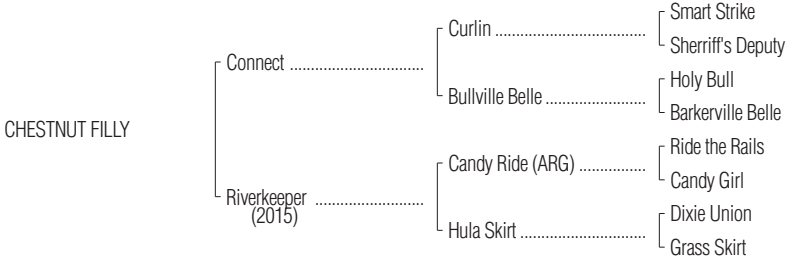 CHESTNUT FILLY
Connect ................................
Riverkeeper ..........................
(2015)
Curlin ....................................
Bullville Belle ........................
Candy Ride (ARG) ................
Hula Skirt ..............................
Smart Strike
Sherriff's Deputy
Holy Bull
Barkerville Belle
Ride the Rails
Candy Girl
Dixie Union
Grass Skirt